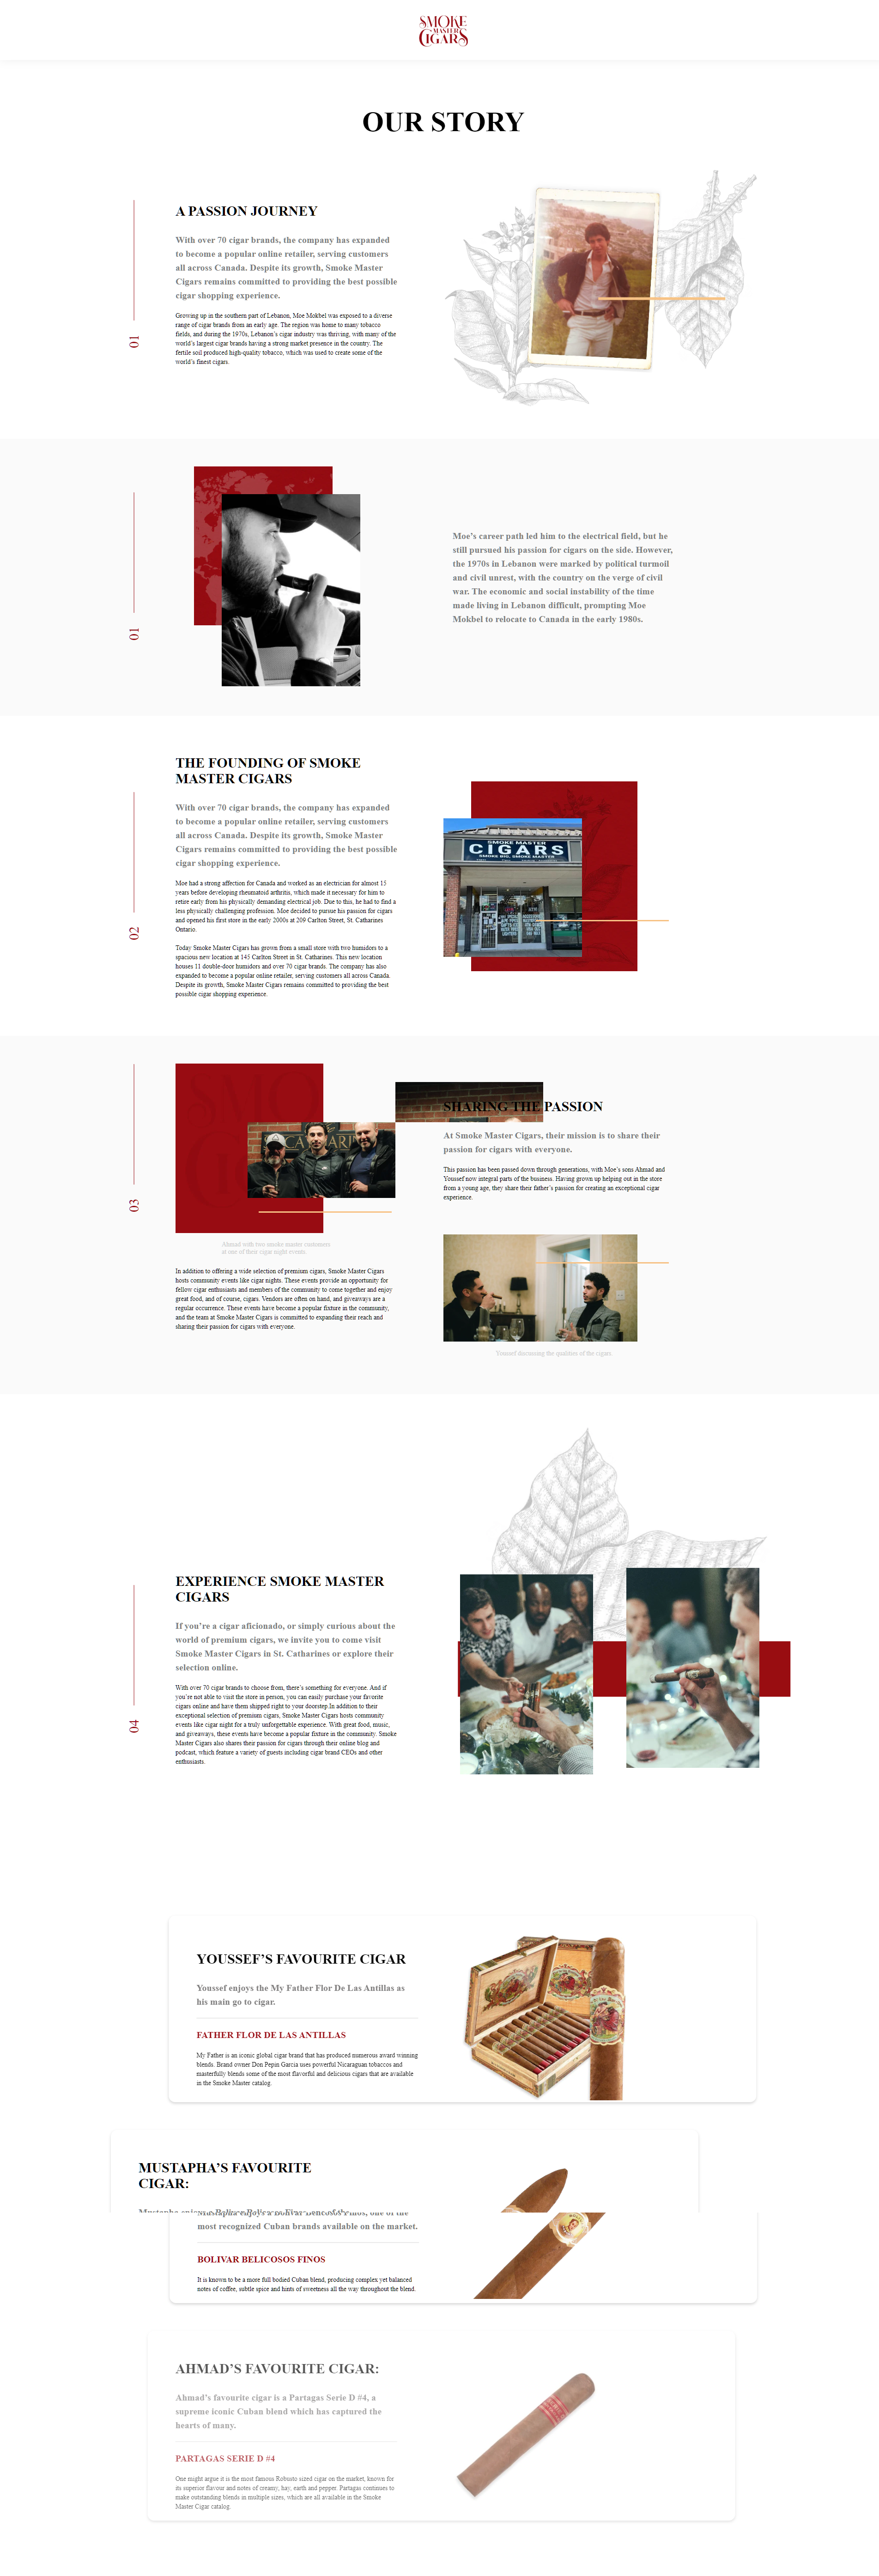 SMOKE
MASTER
CIGARS
OUR STORY
A PASSION JOURNEY
With over 70 cigar brands, the company has expanded
to become a popular online retailer, serving customers
all across Canada. Despite its growth, Smoke Master
Cigars remains committed to providing the best possible
cigar shopping experience.
Growing up in the southern part of Lebanon, Moe Mokbel was exposed to a diverse
range of cigar brands from an early age. The region was home to many tobacco
fields, and during the 1970s, Lebanon's cigar industry was thriving, with many of the
world's largest cigar brands having a strong market presence in the country. The
fertile soil produced high-quality tobacco, which was used to create some of the
world's finest cigars.
01
Moe's career path led him to the electrical field, but he
still pursued his passion for cigars on the side. However,
the 1970s in Lebanon were marked by political turmoil
and civil unrest, with the country on the verge of civil
war. The economic and social instability of the time
made living in Lebanon difficult, prompting Moe
Mokbel to relocate to Canada in the early 1980s.
01
THE FOUNDING OF SMOKE
MASTER CIGARS
With over 70 cigar brands, the company has expanded
to become a popular online retailer, serving customers
all across Canada. Despite its growth, Smoke Master
Cigars remains committed to providing the best possible
cigar shopping experience.
Moe had a strong affection for Canada and worked as an electrician for almost 15
years before developing rheumatoid arthritis, which made it necessary for him to
retire early from his physically demanding electrical job. Due to this, he had to find a
less physically challenging profession. Moe decided to pursue his passion for cigars
and opened his first store in the early 2000s at 209 Carlton Street, St. Catharines
Ontario.
Today Smoke Master Cigars has grown from a small store with two humidors to a
spacious new location at 145 Carlton Street in St. Catharines. This new location
houses 11 double-door humidors and over 70 cigar brands. The company has also
expanded to become a popular online retailer, serving customers all across Canada.
Despite its growth, Smoke Master Cigars remains committed to providing the best
possible cigar shopping experience.
02
SMOKE MASTER
CIGARS
SMOKE BIG, SMOKE MASTER
SHARING THE PASSION
At Smoke Master Cigars, their mission is to share their
passion for cigars with everyone.
This passion has been passed down through generations, with Moe's sons Ahmad and
Youssef now integral parts of the business. Having grown up helping out in the store
from a young age, they share their father's passion for creating an exceptional cigar
experience.
03
Ahmad with two smoke master customers
at one of their cigar night events.
In addition to offering a wide selection of premium cigars, Smoke Master Cigars
hosts community events like cigar nights. These events provide an opportunity for
fellow cigar enthusiasts and members of the community to come together and enjoy
great food, and of course, cigars. Vendors are often on hand, and giveaways are a
regular occurrence. These events have become a popular fixture in the community,
and the team at Smoke Master Cigars is committed to expanding their reach and
sharing their passion for cigars with everyone.
Youssef discussing the qualities of the cigars.
EXPERIENCE SMOKE MASTER
CIGARS
If you're a cigar aficionado, or simply curious about the
world of premium cigars, we invite you to come visit
Smoke Master Cigars in St. Catharines or explore their
selection online.
With over 70 cigar brands to choose from, there's something for everyone. And if
you're not able to visit the store in person, you can easily purchase your favorite
cigars online and have them shipped right to your doorstep.In addition to their
exceptional selection of premium cigars, Smoke Master Cigars hosts community
events like cigar night for a truly unforgettable experience. With great food, music,
and giveaways, these events have become a popular fixture in the community. Smoke
Master Cigars also shares their passion for cigars through their online blog and
podcast, which feature a variety of guests including cigar brand CEOs and other
enthusiasts.
04
YOUSSEF'S FAVOURITE CIGAR
Youssef enjoys the My Father Flor De Las Antillas as
his main go to cigar.
FATHER FLOR DE LAS ANTILLAS
My Father is an iconic global cigar brand that has produced numerous award winning
blends. Brand owner Don Pepin Garcia uses powerful Nicaraguan tobaccos and
masterfully blends some of the most flavorful and delicious cigars that are available
in the Smoke Master catalog.
MUSTAPHA'S FAVOURITE
CIGAR:
most recognized Cuban brands available on the market.
BOLIVAR BELICOSOS FINOS
It is known to be a more full bodied Cuban blend, producing complex yet balanced
notes of coffee, subtle spice and hints of sweetness all the way throughout the blend.
AHMAD'S FAVOURITE CIGAR:
Ahmad's favourite cigar is a Partagas Serie D #4, a
supreme iconic Cuban blend which has captured the
hearts of many.
PARTAGAS SERIE D #4
One might argue it is the most famous Robusto sized cigar on the market, known for
its superior flavour and notes of creamy, hay, earth and pepper. Partagas continues to
make outstanding blends in multiple sizes, which are all available in the Smoke
Master Cigar catalog.